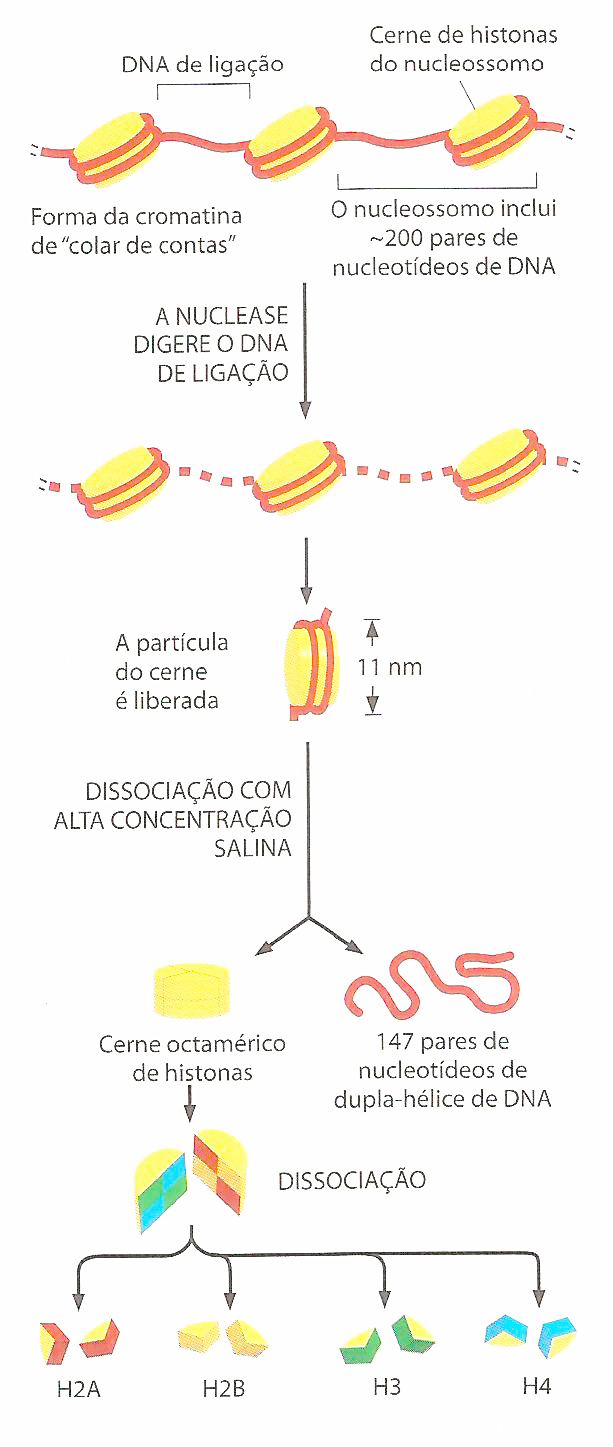 Cerne de histonas
do nucleossomo
DNA de ligação
Forma da cromatina
de “colar de contas”
O nucleossomo inclui
~200 pares de
nucleotídeos de DNA
A NUCLEASE
DIGERE O DNA
DE LIGAÇÃO
A partícula
do cerne
é liberada
11 nm
DISSOCIAÇÃO COM
ALTA CONCENTRAÇÃO
SALINA
Cerne octamérico
de histonas
147 pares de
nucleotídeos de
dupla-hélice de DNA
DISSOCIAÇÃO
H2A
H2B
H3
H4